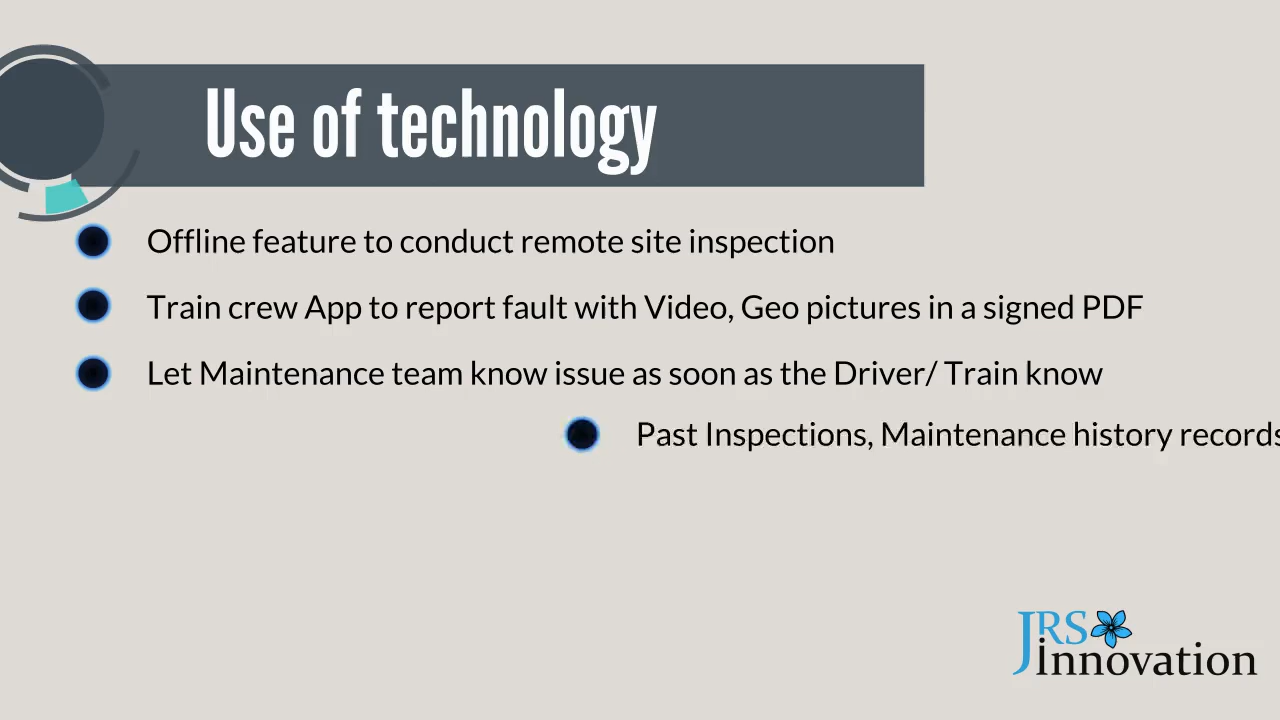 Use of technology
Offline feature to conduct remote site inspection
Train crew App to report fault with Video, Geo pictures in a signed PDF
Let Maintenance team know issue as soon as the Driver/ Train know
Past Inspections, Maintenance history records
JRS
Innovation